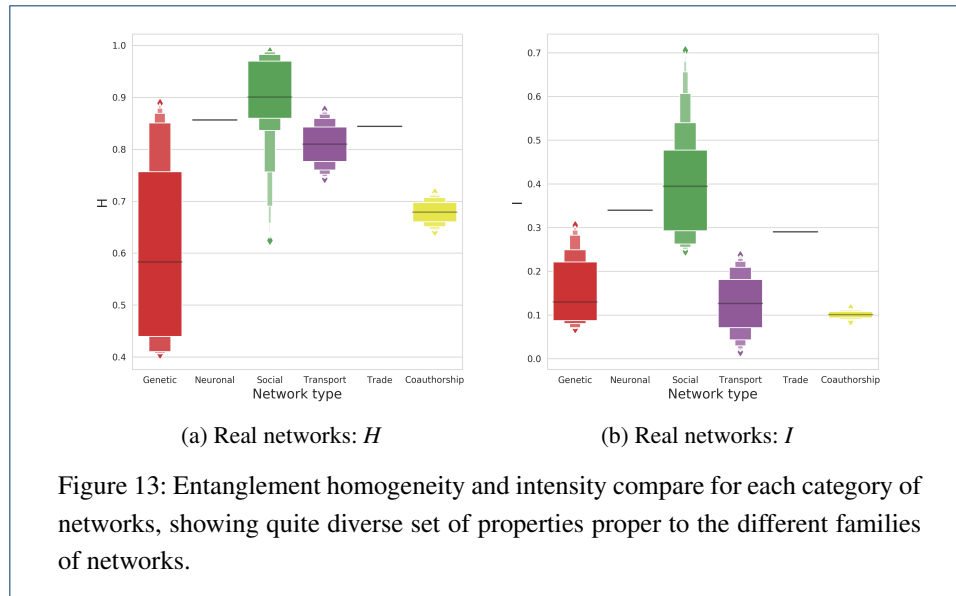 1.0
0.9
0.8
0.7
0.6
0.5
0.4
H
Genetic Neuronal Social Transport Trade Coauthorship
Network type
(a) Real networks: H
0.7
0.6
0.5
0.4
0.3
0.2
0.1
0.0
I
Genetic Neuronal Social Transport Trade Coauthorship
Network type
(b) Real networks: I
Figure 13: Entanglement homogeneity and intensity compare for each category of
networks, showing quite diverse set of properties proper to the different families
of networks.